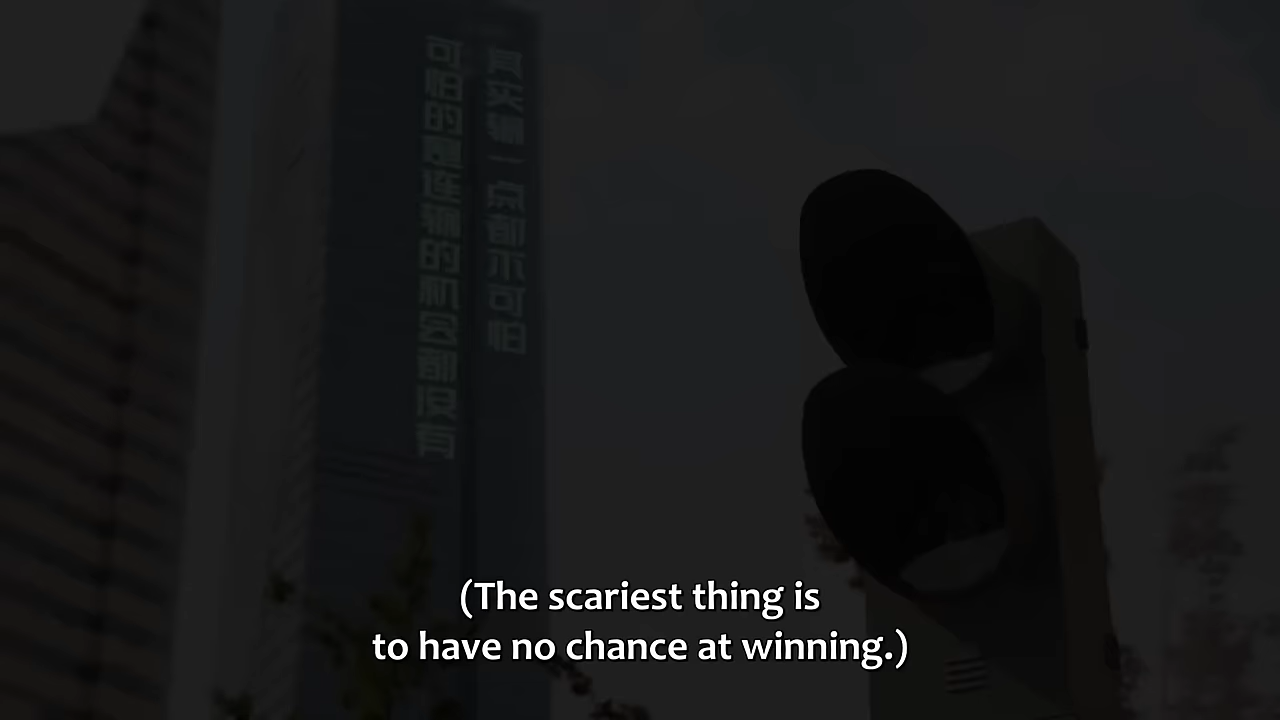 其实输一点都不可怕
可怕的是连输的机会都没有
(The scariest thing is
to have no chance at winning.)